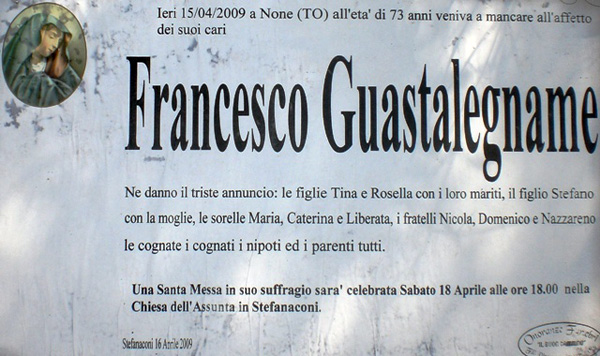 Ieri 15/04/2009 a None (TO) all'eta' di 73 anni veniva a mancare all'affetto
dei suoi cari
Francesco Guastalegname
Ne danno il triste annuncio: le figlie Tina e Rosella con i loro mariti, il figlio Stefano
con la moglie, le sorelle Maria, Caterina e Liberata, i fratelli Nicola, Domenico e Nazzareno
le cognate i cognati i nipoti ed i parenti tutti.
Una Santa Messa in suo suffragio sara' celebrata Sabato 18 Aprile alle ore 18.00 nella
Chiesa dell'Assunta in Stefanaconi.
Stefanaconi 16 Aprile 2009
Onoranze Funebri